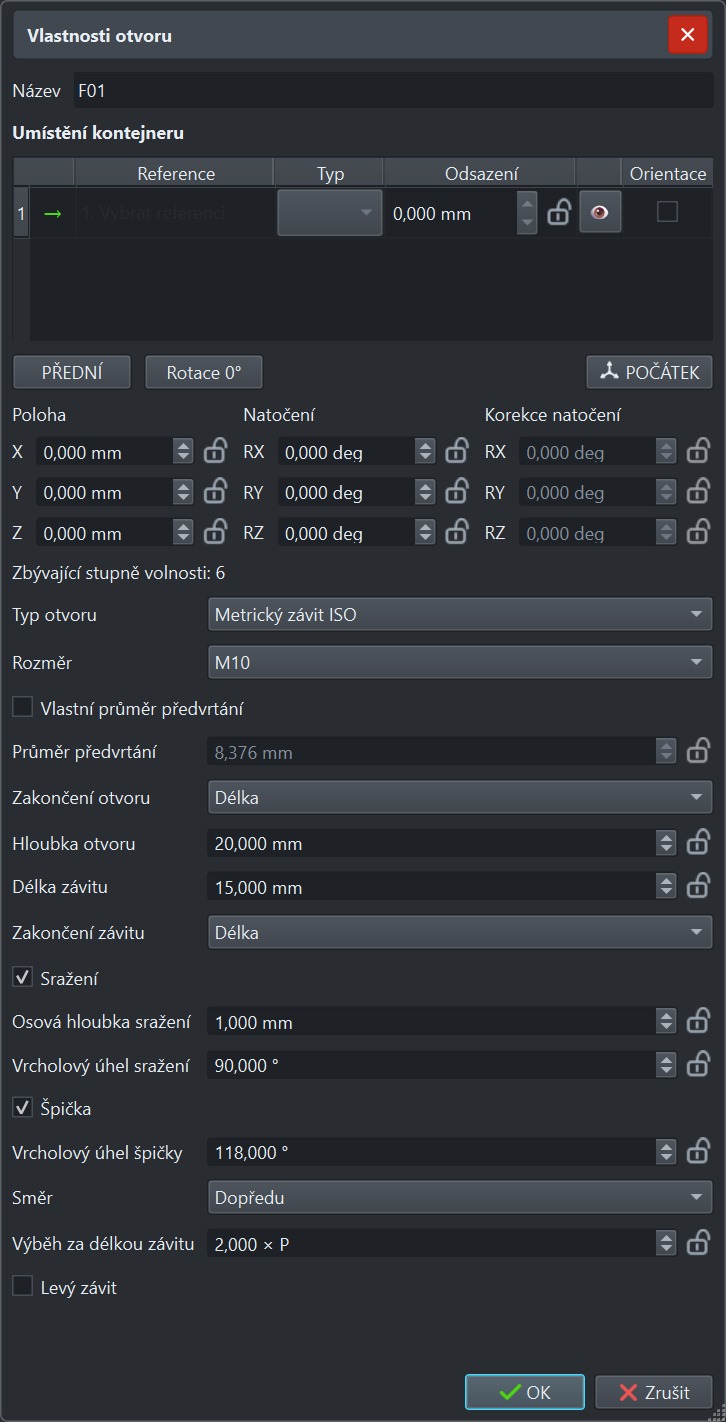 Vlastnosti otvoru
Název F01
Umístění kontejneru
Reference Typ Odsazení Orientace
1 → 1. Vybrat referenci 0,000 mm
PŘEDNÍ Rotace 0° POČÁTEK
Poloha Natočení Korekce natočení
X 0,000 mm RX 0,000 deg RX 0,000 deg
Y 0,000 mm RY 0,000 deg RY 0,000 deg
Z 0,000 mm RZ 0,000 deg RZ 0,000 deg
Zbývající stupně volnosti: 6
Typ otvoru Metrický závit ISO
Rozměr M10
Vlastní průměr předvrtání
Průměr předvrtání 8,376 mm
Zakončení otvoru Délka
Hloubka otvoru 20,000 mm
Délka závitu 15,000 mm
Zakončení závitu Délka
Sražení
Osová hloubka sražení 1,000 mm
Vrcholový úhel sražení 90,000 °
Špička
Vrcholový úhel špičky 118,000 °
Směr Dopředu
Výběh za délkou závitu 2,000 × P
Levý závit
OK Zrušit